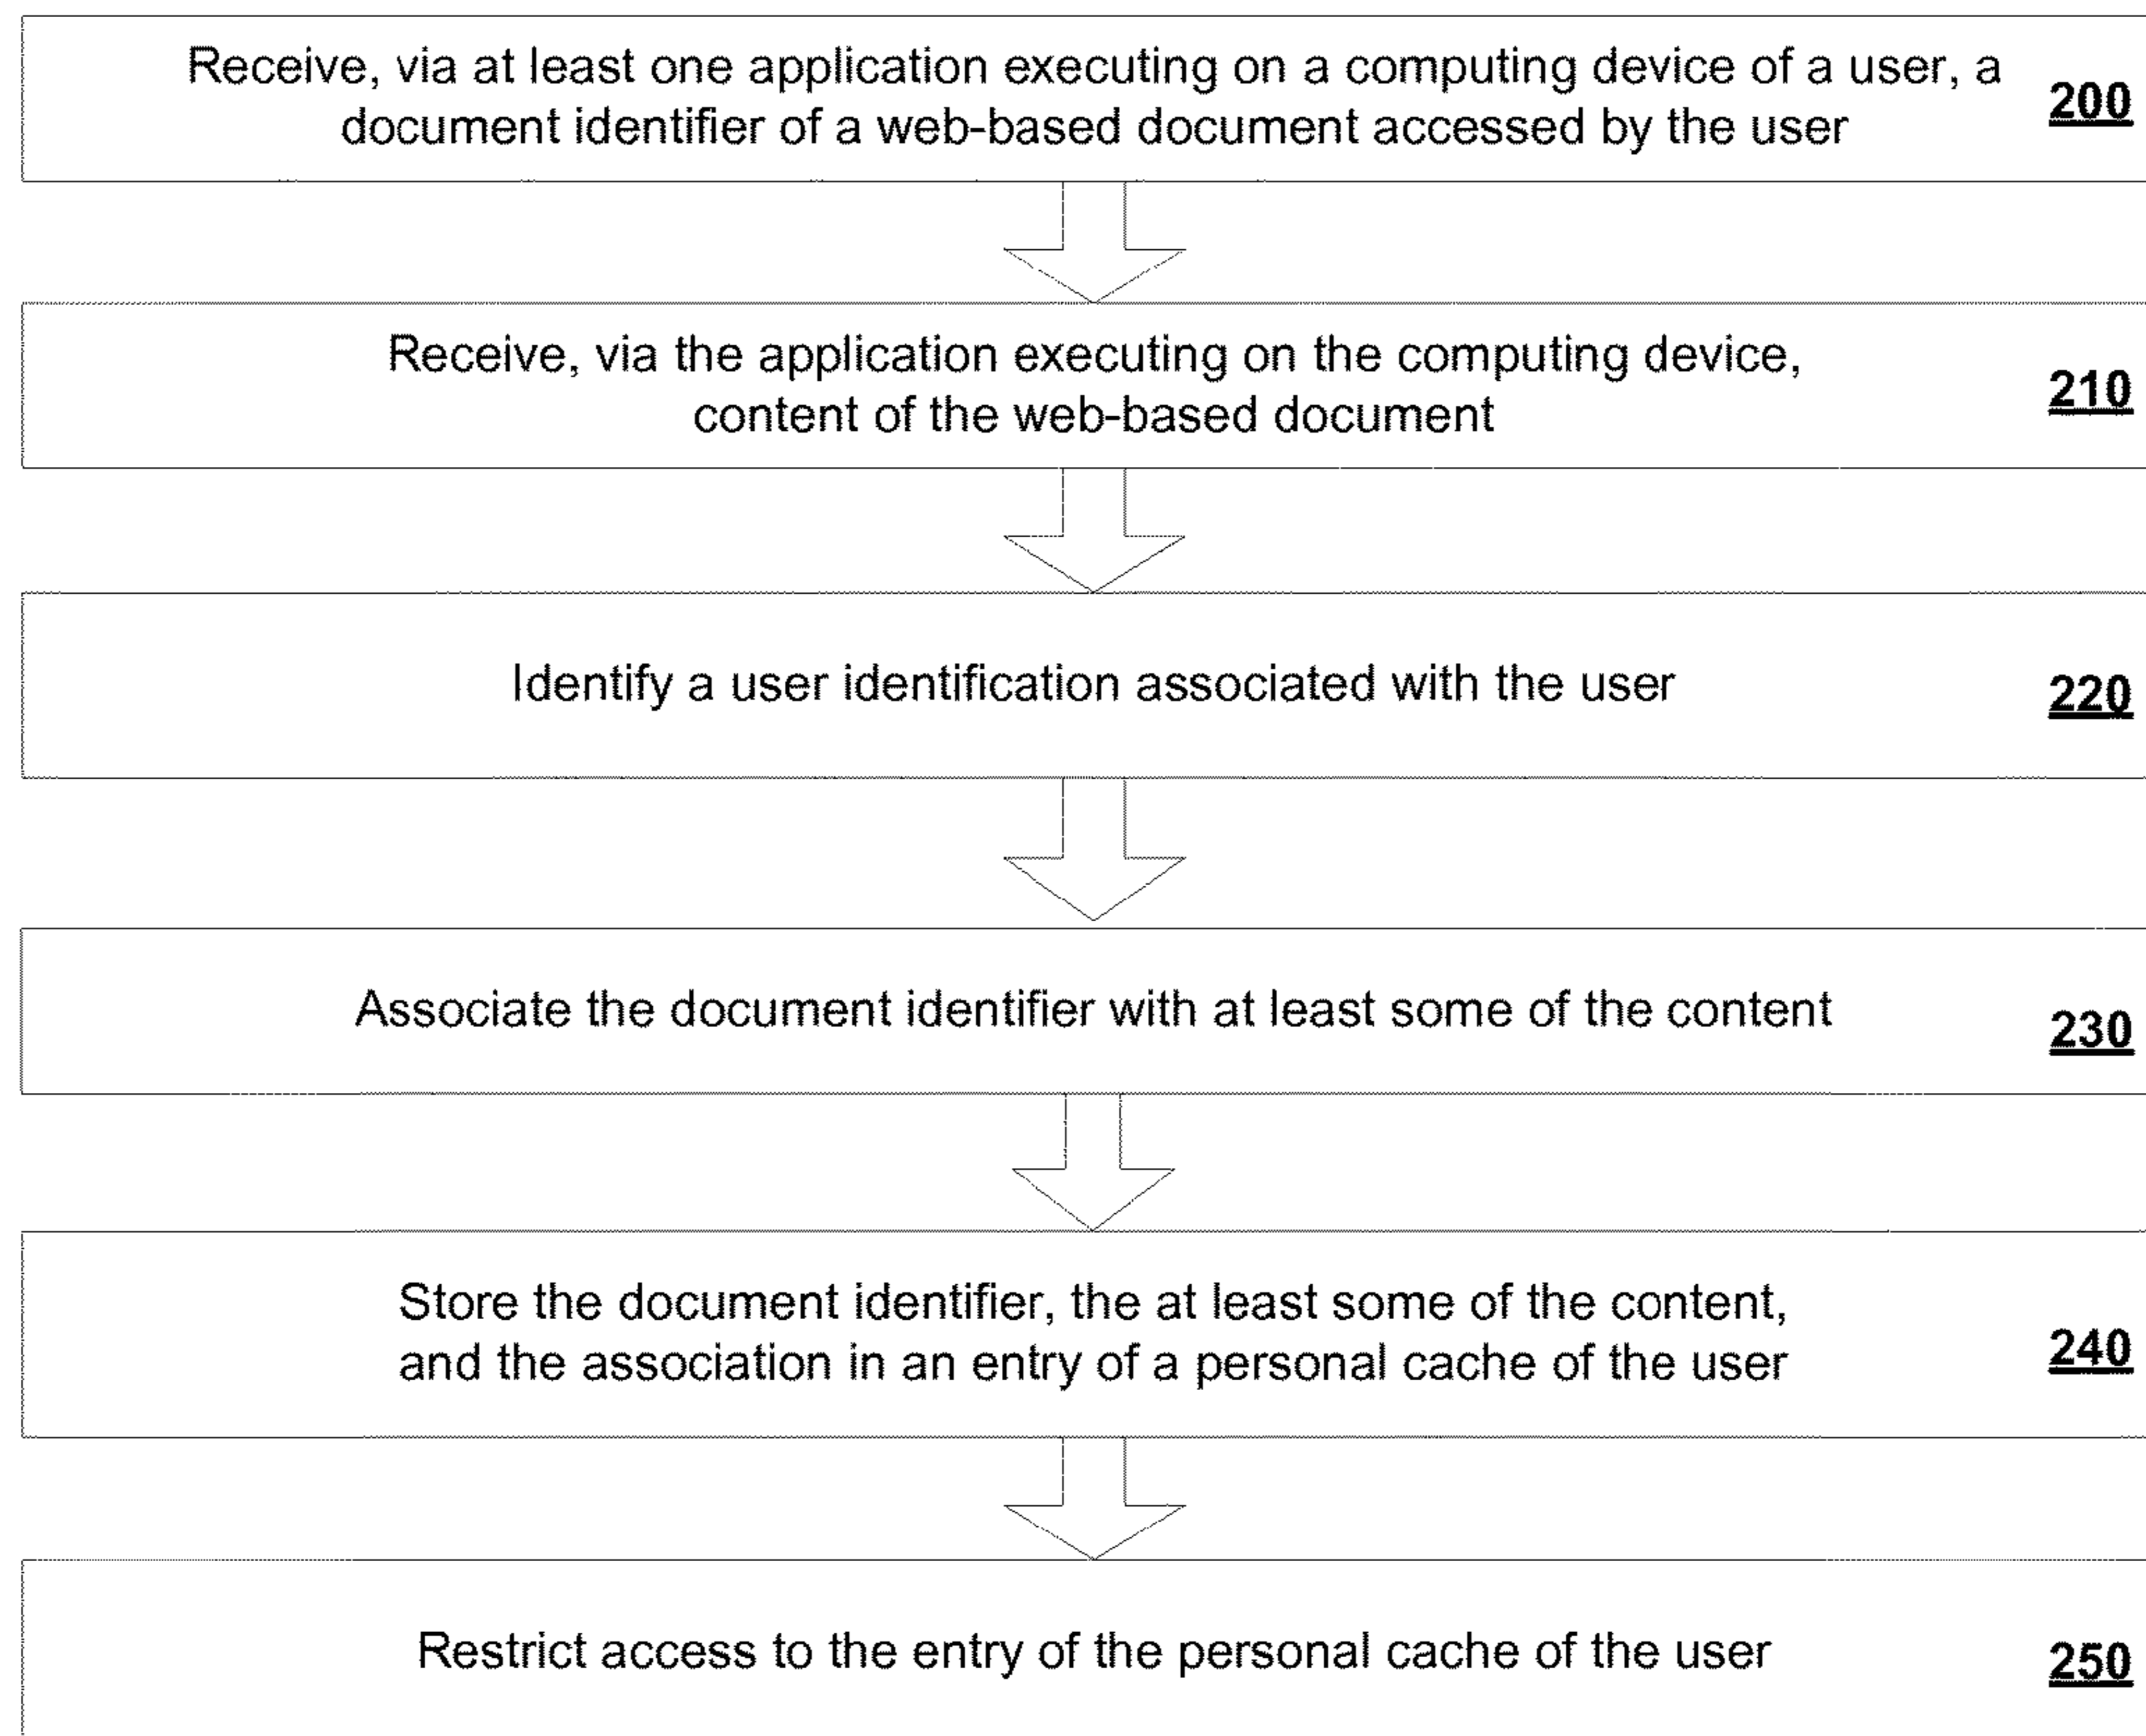 Receive, via at least one application executing on a computing device of a user, a
document identifier of a web-based document accessed by the user
200
Receive, via the application executing on the computing device,
content of the web-based document
210
Identify a user identification associated with the user
220
Associate the document identifier with at least some of the content
230
Store the document identifier, the at least some of the content,
and the association in an entry of a personal cache of the user
240
Restrict access to the entry of the personal cache of the user
250